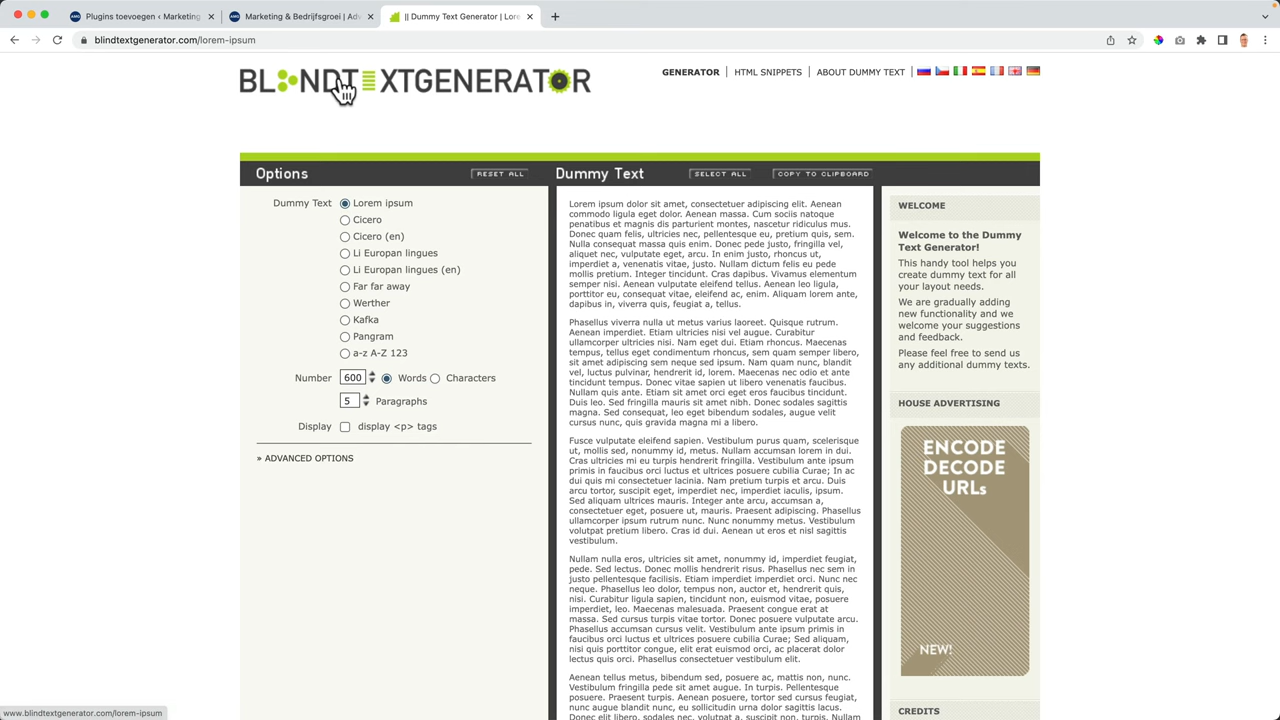 Plugins toevoegen ‹ Marketing
Marketing & Bedrijfsgroei | Adv
|| Dummy Text Generator | Lore
blindtextgenerator.com/lorem-ipsum
BLINDTEXTGENERATOR
GENERATOR
HTML SNIPPETS
ABOUT DUMMY TEXT
Options
RESET ALL
Dummy Text
Lorem ipsum
Cicero
Cicero (en)
Li Europan lingues
Li Europan lingues (en)
Far far away
Werther
Kafka
Pangram
a-z A-Z 123
Number
600
Words
Characters
5
Paragraphs
Display
display <p> tags
» ADVANCED OPTIONS
Dummy Text
SELECT ALL
COPY TO CLIPBOARD
Lorem ipsum dolor sit amet, consectetuer adipiscing elit. Aenean
commodo ligula eget dolor. Aenean massa. Cum sociis natoque
penatibus et magnis dis parturient montes, nascetur ridiculus mus.
Donec quam felis, ultricies nec, pellentesque eu, pretium quis, sem.
Nulla consequat massa quis enim. Donec pede justo, fringilla vel,
aliquet nec, vulputate eget, arcu. In enim justo, rhoncus ut,
imperdiet a, venenatis vitae, justo. Nullam dictum felis eu pede
mollis pretium. Integer tincidunt. Cras dapibus. Vivamus elementum
semper nisi. Aenean vulputate eleifend tellus. Aenean leo ligula,
porttitor eu, consequat vitae, eleifend ac, enim. Aliquam lorem ante,
dapibus in, viverra quis, feugiat a, tellus.
Phasellus viverra nulla ut metus varius laoreet. Quisque rutrum.
Aenean imperdiet. Etiam ultricies nisi vel augue. Curabitur
ullamcorper ultricies nisi. Nam eget dui. Etiam rhoncus. Maecenas
tempus, tellus eget condimentum rhoncus, sem quam semper libero,
sit amet adipiscing sem neque sed ipsum. Nam quam nunc, blandit
vel, luctus pulvinar, hendrerit id, lorem. Maecenas nec odio et ante
tincidunt tempus. Donec vitae sapien ut libero venenatis faucibus.
Nullam quis ante. Etiam sit amet orci eget eros faucibus tincidunt.
Duis leo. Sed fringilla mauris sit amet nibh. Donec sodales sagittis
magna. Sed consequat, leo eget bibendum sodales, augue velit
cursus nunc, quis gravida magna mi a libero.
Fusce vulputate eleifend sapien. Vestibulum purus quam, scelerisque
ut, mollis sed, nonummy id, metus. Nullam accumsan lorem in dui.
Cras ultricies mi eu turpis hendrerit fringilla. Vestibulum ante ipsum
primis in faucibus orci luctus et ultrices posuere cubilia Curae; In ac
dui quis mi consectetuer lacinia. Nam pretium turpis et arcu. Duis
arcu tortor, suscipit eget, imperdiet nec, imperdiet iaculis, ipsum.
Sed aliquam ultrices mauris. Integer ante arcu, accumsan a,
consectetuer eget, posuere ut, mauris. Praesent adipiscing. Phasellus
ullamcorper ipsum rutrum nunc. Nunc nonummy metus. Vestibulum
volutpat pretium libero. Cras id dui. Aenean ut eros et nisl sagittis
vestibulum.
Nullam nulla eros, ultricies sit amet, nonummy id, imperdiet feugiat,
pede. Sed lectus. Donec mollis hendrerit risus. Phasellus nec sem in
justo pellentesque facilisis. Etiam imperdiet imperdiet orci. Nunc nec
neque. Phasellus leo dolor, tempus non, auctor et, hendrerit quis,
nisi. Curabitur ligula sapien, tincidunt non, euismod vitae, posuere
imperdiet, leo. Maecenas malesuada. Praesent congue erat at
massa. Sed cursus turpis vitae tortor. Donec posuere vulputate arcu.
Phasellus accumsan cursus velit. Vestibulum ante ipsum primis in
faucibus orci luctus et ultrices posuere cubilia Curae; Sed aliquam,
nisi quis porttitor congue, elit erat euismod orci, ac placerat dolor
lectus quis orci. Phasellus consectetuer vestibulum elit.
Aenean tellus metus, bibendum sed, posuere ac, mattis non, nunc.
Vestibulum fringilla pede sit amet augue. In turpis. Pellentesque
posuere. Praesent turpis. Aenean posuere, tortor sed cursus feugiat,
nunc augue blandit nunc, eu sollicitudin urna dolor sagittis lacus.
Donec elit libero, sodales nec, volutpat a, suscipit non, turpis. Nullam
WELCOME
Welcome to the Dummy
Text Generator!
This handy tool helps you
create dummy text for all
your layout needs.
We are gradually adding
new functionality and we
welcome your suggestions
and feedback.
Please feel free to send us
any additional dummy texts.
HOUSE ADVERTISING
ENCODE
DECODE
URLs
NEW!
CREDITS
www.blindtextgenerator.com/lorem-ipsum